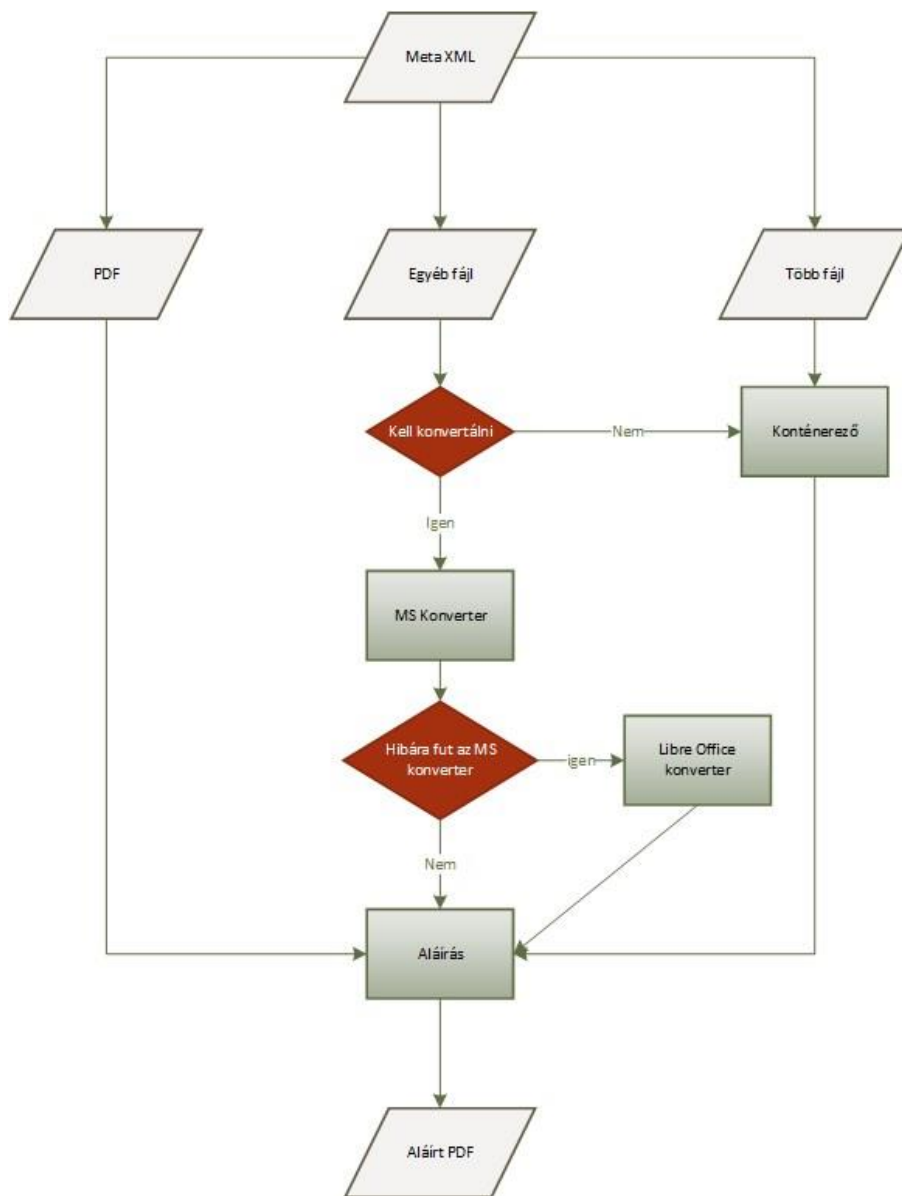 Meta XML
PDF
Egyéb fájl
Több fájl
Kell konvertálni
Nem
Konténerező
Igen
MS Konverter
Hibára fut az MS
konverter
igen
Libre Office
konverter
Nem
Aláírás
Aláírt PDF